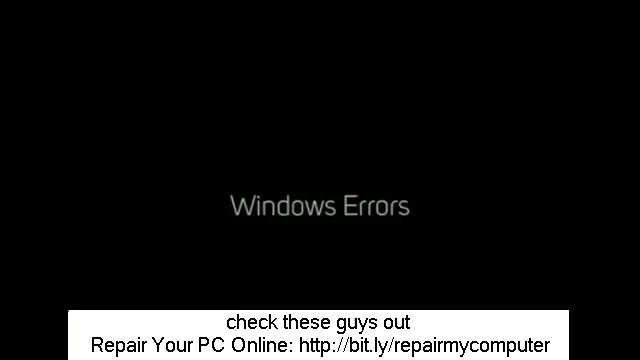 Windows Errors
check these guys out
Repair Your PC Online: http://bit.ly/repairmycomputer